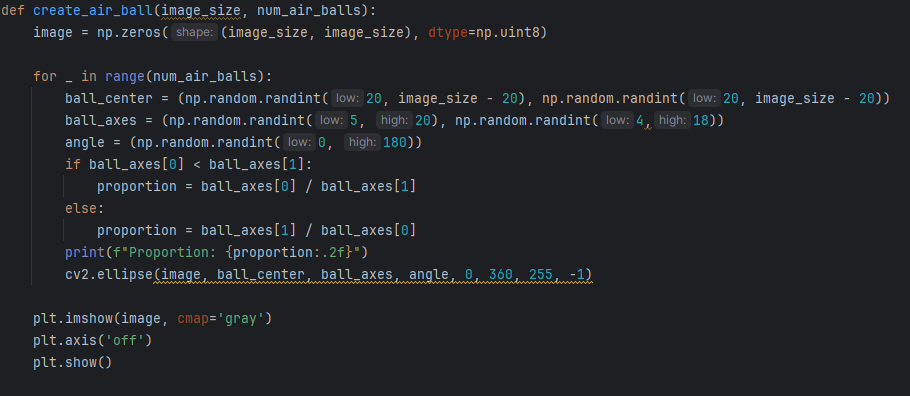 def create_air_ball(image_size, num_air_balls):
    image = np.zeros( shape: (image_size, image_size), dtype=np.uint8)
    for _ in range(num_air_balls):
        ball_center = (np.random.randint( low: 20, image_size - 20), np.random.randint( low: 20, image_size - 20))
        ball_axes = (np.random.randint( low: 5, high: 20), np.random.randint( low: 4, high: 18))
        angle = (np.random.randint( low: 0, high: 180))
        if ball_axes[0] < ball_axes[1]:
            proportion = ball_axes[0] / ball_axes[1]
        else:
            proportion = ball_axes[1] / ball_axes[0]
        print(f"Proportion: {proportion:.2f}")
        cv2.ellipse(image, ball_center, ball_axes, angle, 0, 360, 255, -1)
    plt.imshow(image, cmap='gray')
    plt.axis('off')
    plt.show()